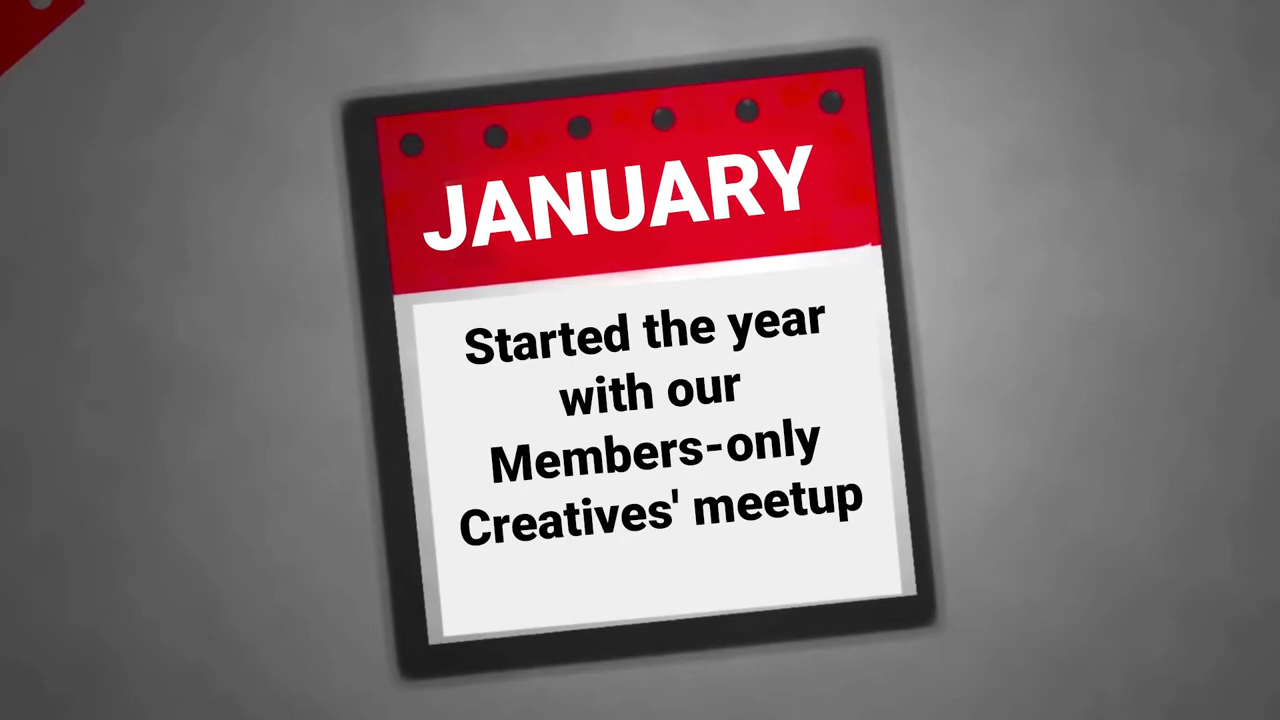 JANUARY
Started the year
with our
Members-only
Creatives' meetup